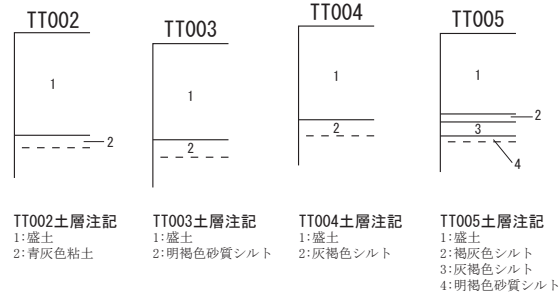 TT002
1
2
TT003
1
2
TT004
1
2
TT005
1
2
3
4
TT002土層注記
1:盛土
2:青灰色粘土
TT003土層注記
1:盛土
2:明褐色砂質シルト
TT004土層注記
1:盛土
2:灰褐色シルト
TT005土層注記
1:盛土
2:褐灰色シルト
3:灰褐色シルト
4:明褐色砂質シルト